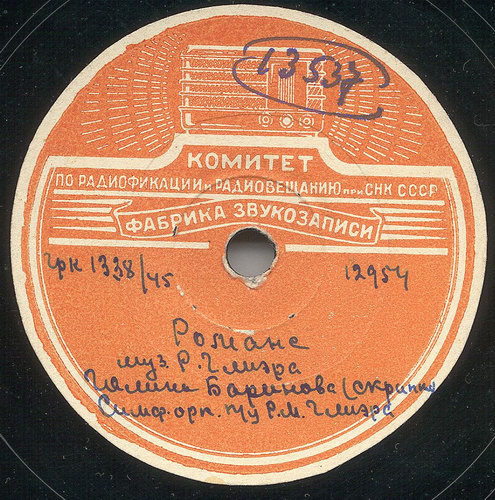 КОМИТЕТ
ПО РАДИОФИКАЦИИ и РАДИОВЕЩАНИЮ при СНК СССР
ФАБРИКА ЗВУКОЗАПИСИ
грк 1338/45
12954
Романс
муз. Р. Глиэра
Галина Баринова (скрипка
Симф. орк. п/у Р.М. Глиэра